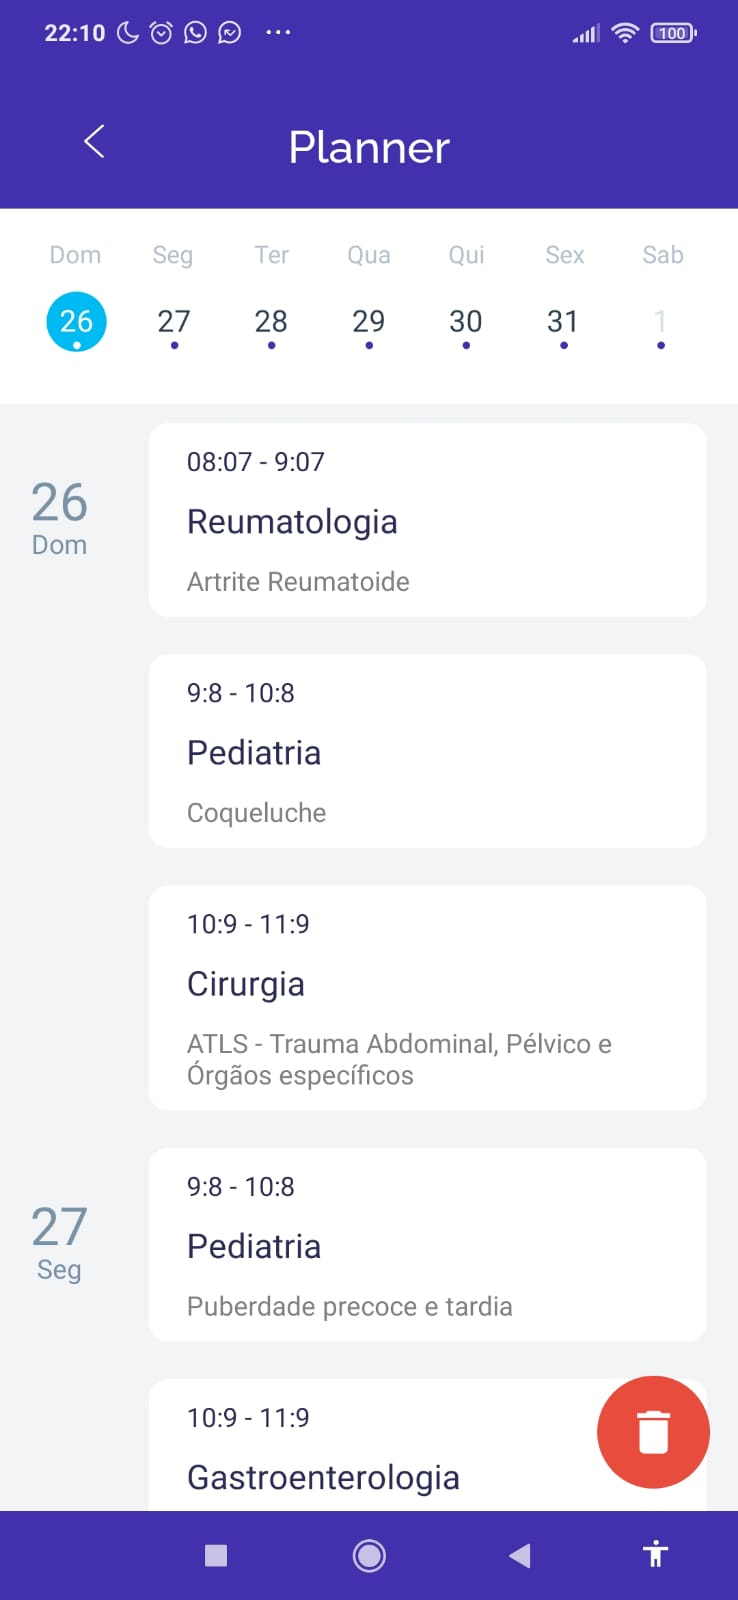 22:10
100
Planner
Dom Seg Ter Qua Qui Sex Sab
26 27 28 29 30 31 1
26
Dom
08:07 - 9:07
Reumatologia
Artrite Reumatoide
9:8 - 10:8
Pediatria
Coqueluche
10:9 - 11:9
Cirurgia
ATLS - Trauma Abdominal, Pélvico e
Órgãos específicos
27
Seg
9:8 - 10:8
Pediatria
Puberdade precoce e tardia
10:9 - 11:9
Gastroenterologia